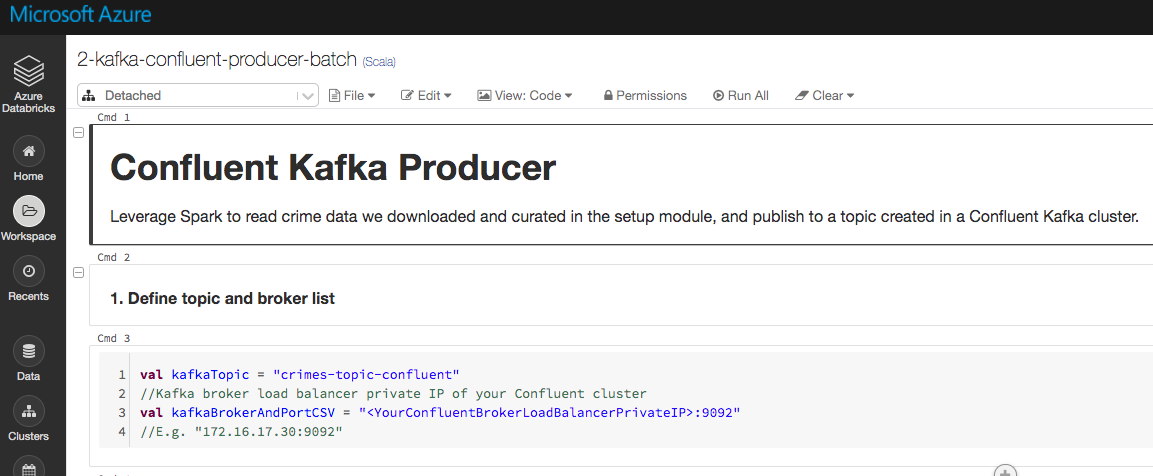 Microsoft Azure
Azure
Databricks
Home
Workspace
Recents
Data
Clusters
2-kafka-confluent-producer-batch (Scala)
Detached File Edit View: Code Permissions Run All Clear
Cmd 1
Confluent Kafka Producer
Leverage Spark to read crime data we downloaded and curated in the setup module, and publish to a topic created in a Confluent Kafka cluster.
Cmd 2
1. Define topic and broker list
Cmd 3
1 val kafkaTopic = "crimes-topic-confluent"
2 //Kafka broker load balancer private IP of your Confluent cluster
3 val kafkaBrokerAndPortCSV = "<YourConfluentBrokerLoadBalancerPrivateIP>:9092"
4 //E.g. "172.16.17.30:9092"